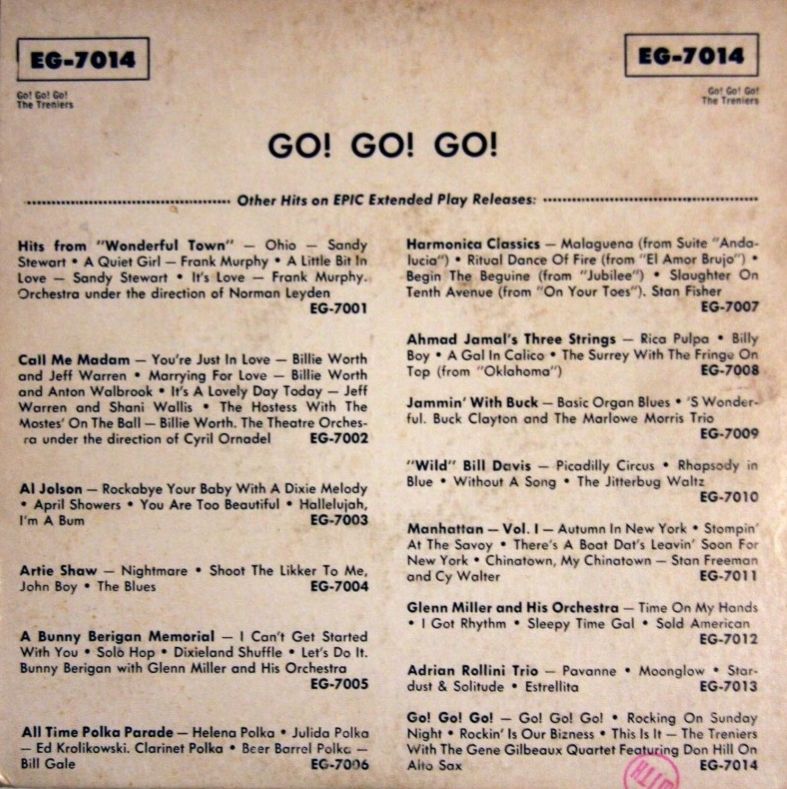 EG-7014
EG-7014
Go! Go! Go!
The Treniers
Go! Go! Go!
The Treniers
GO! GO! GO!
Other Hits on EPIC Extended Play Releases:
Hits from "Wonderful Town" — Ohio — Sandy
Stewart • A Quiet Girl — Frank Murphy • A Little Bit In
Love — Sandy Stewart • It's Love — Frank Murphy.
Orchestra under the direction of Norman Leyden
EG-7001
Call Me Madam — You're Just In Love — Billie Worth
and Jeff Warren • Marrying For Love — Billie Worth
and Anton Walbrook • It's A Lovely Day Today — Jeff
Warren and Shani Wallis • The Hostess With The
Mostes' On The Ball — Billie Worth. The Theatre Orches-
ra under the direction of Cyril Ornadel EG-7002
Al Jolson — Rockabye Your Baby With A Dixie Melody
• April Showers • You Are Too Beautiful • Hallelujah,
I'm A Bum EG-7003
Artie Shaw — Nightmare • Shoot The Likker To Me,
John Boy • The Blues EG-7004
A Bunny Berigan Memorial — I Can't Get Started
With You • Solo Hop • Dixieland Shuffle • Let's Do It.
Bunny Berigan with Glenn Miller and His Orchestra
EG-7005
All Time Polka Parade — Helena Polka • Julida Polka
— Ed Krolikowski. Clarinet Polka • Beer Barrel Polka —
Bill Gale EG-7006
Harmonica Classics — Malaguena (from Suite "Anda-
lucia") • Ritual Dance Of Fire (from "El Amor Brujo") •
Begin The Beguine (from "Jubilee") • Slaughter On
Tenth Avenue (from "On Your Toes"). Stan Fisher
EG-7007
Ahmad Jamal's Three Strings — Rica Pulpa • Billy
Boy • A Gal In Calico • The Surrey With The Fringe On
Top (from "Oklahoma") EG-7008
Jammin' With Buck — Basic Organ Blues • 'S Wonder-
ful. Buck Clayton and The Marlowe Morris Trio
EG-7009
"Wild" Bill Davis — Picadilly Circus • Rhapsody in
Blue • Without A Song • The Jitterbug Waltz
EG-7010
Manhattan — Vol. I — Autumn In New York • Stompin'
At The Savoy • There's A Boat Dat's Leavin' Soon For
New York • Chinatown, My Chinatown — Stan Freeman
and Cy Walter EG-7011
Glenn Miller and His Orchestra — Time On My Hands
• I Got Rhythm • Sleepy Time Gal • Sold American
EG-7012
Adrian Rollini Trio — Pavanne • Moonglow • Star-
dust & Solitude • Estrellita EG-7013
Go! Go! Go! — Go! Go! Go! • Rocking On Sunday
Night • Rockin' Is Our Bizness • This Is It — The Treniers
With The Gene Gilbeaux Quartet Featuring Don Hill On
Alto Sax EG-7014